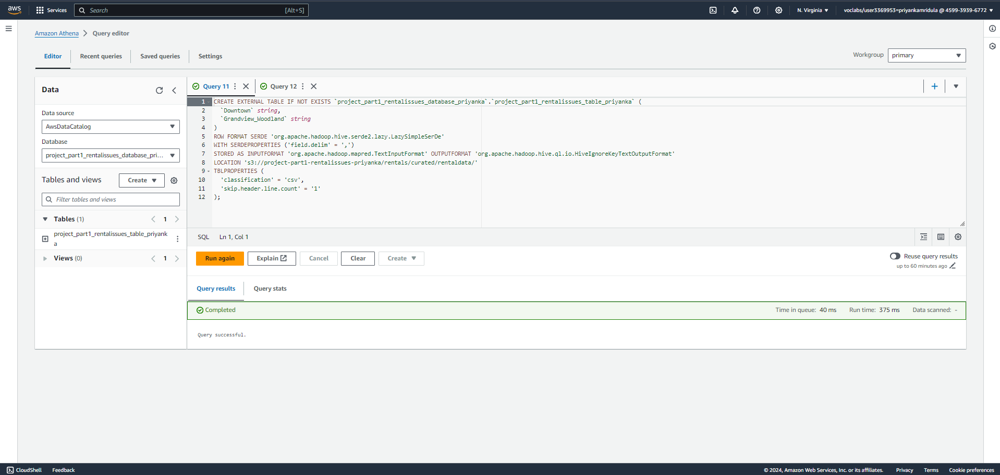 aws
Services
Search
[Alt+S]
N. Virginia
voclabs/user3369953=priyankamridula @ 4599-3939-6772
Amazon Athena > Query editor
Editor
Recent queries
Saved queries
Settings
Workgroup
primary
Data
Data source
AwsDataCatalog
Database
project_part1_rentalissues_database_pri...
Tables and views
Create
Filter tables and views
Tables (1)
1
project_part1_rentalissues_table_priyank
a
Views (0)
1
Query 11
Query 12
1 CREATE EXTERNAL TABLE IF NOT EXISTS `project_part1_rentalissues_database_priyanka`.`project_part1_rentalissues_table_priyanka` (
2 `Downtown` string,
3 `Grandview_Woodland` string
4 )
5 ROW FORMAT SERDE 'org.apache.hadoop.hive.serde2.lazy.LazySimpleSerDe'
6 WITH SERDEPROPERTIES ('field.delim' = ',')
7 STORED AS INPUTFORMAT 'org.apache.hadoop.mapred.TextInputFormat' OUTPUTFORMAT 'org.apache.hadoop.hive.ql.io.HiveIgnoreKeyTextOutputFormat'
8 LOCATION 's3://project-part1-rentalissues-priyanka/rentals/curated/rentaldata/'
9 TBLPROPERTIES (
10 'classification' = 'csv',
11 'skip.header.line.count' = '1'
12 );
SQL
Ln 1, Col 1
Run again
Explain
Cancel
Clear
Create
Reuse query results
up to 60 minutes ago
Query results
Query stats
Completed
Time in queue: 40 ms
Run time: 375 ms
Data scanned: -
Query successful.
CloudShell
Feedback
© 2024, Amazon Web Services, Inc. or its affiliates.
Privacy
Terms
Cookie preferences